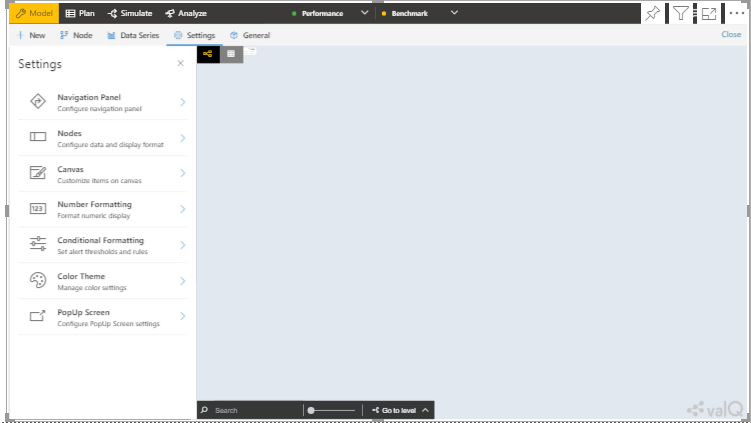 Model Plan Simulate Analyze Performance Benchmark
New Node Data Series Settings General Close
Settings
Navigation Panel
Configure navigation panel
Nodes
Configure data and display format
Canvas
Customize items on canvas
123
Number Formatting
Format numeric display
Conditional Formatting
Set alert thresholds and rules
Color Theme
Manage color settings
PopUp Screen
Configure PopUp Screen settings
Search Go to level
valQ